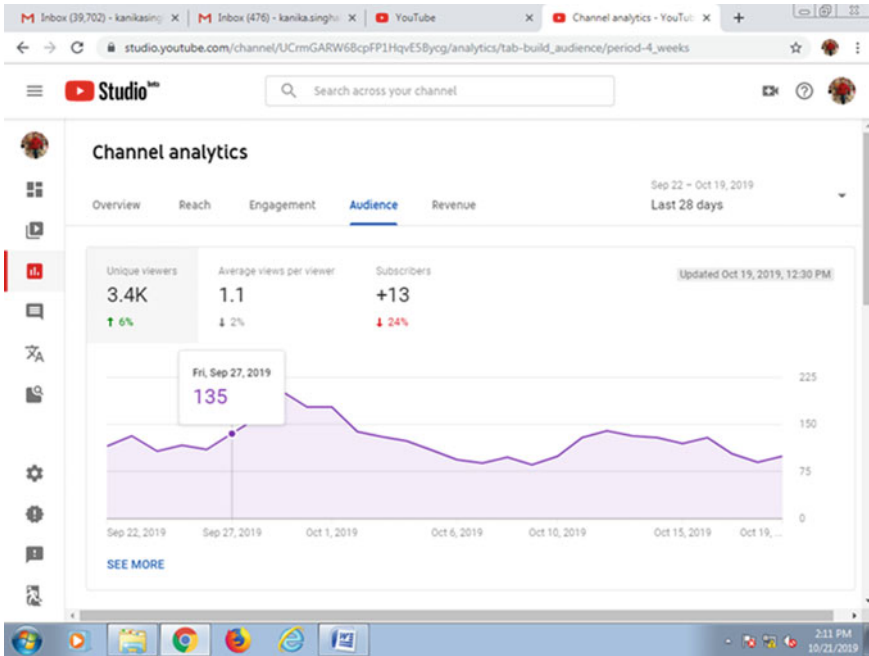 Inbox (39,702) - kanikasing
Inbox (476) - kanika.singha
YouTube
Channel analytics - YouTub
studio.youtube.com/channel/UCrmGARW6BcpFP1HqvE5Bycg/analytics/tab-build_audience/period-4_weeks
Studio beta
Search across your channel
Channel analytics
Overview Reach Engagement Audience Revenue
Sep 22 – Oct 19, 2019
Last 28 days
Unique viewers
3.4K
↑ 6%
Average views per viewer
1.1
↓ 2%
Subscribers
+13
↓ 24%
Updated Oct 19, 2019, 12:30 PM
Fri, Sep 27, 2019
135
225
150
75
0
Sep 22, 2019 Sep 27, 2019 Oct 1, 2019 Oct 6, 2019 Oct 10, 2019 Oct 15, 2019 Oct 19, ...
SEE MORE
2:11 PM
10/21/2019